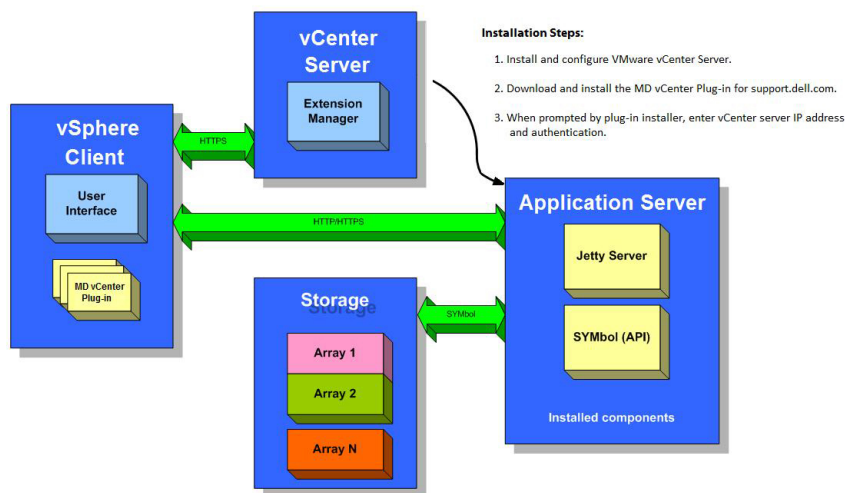 vCenter
Server
Extension
Manager
Installation Steps:
1. Install and configure VMware vCenter Server.
2. Download and install the MD vCenter Plug-in for support.dell.com.
3. When prompted by plug-in installer, enter vCenter server IP address
and authentication.
vSphere
Client
User
Interface
MD vCenter
Plug-in
HTTPS
HTTP/HTTPS
Application Server
Jetty Server
SYMbol (API)
Installed components
Storage
SYMbol
Array 1
Array 2
Array N